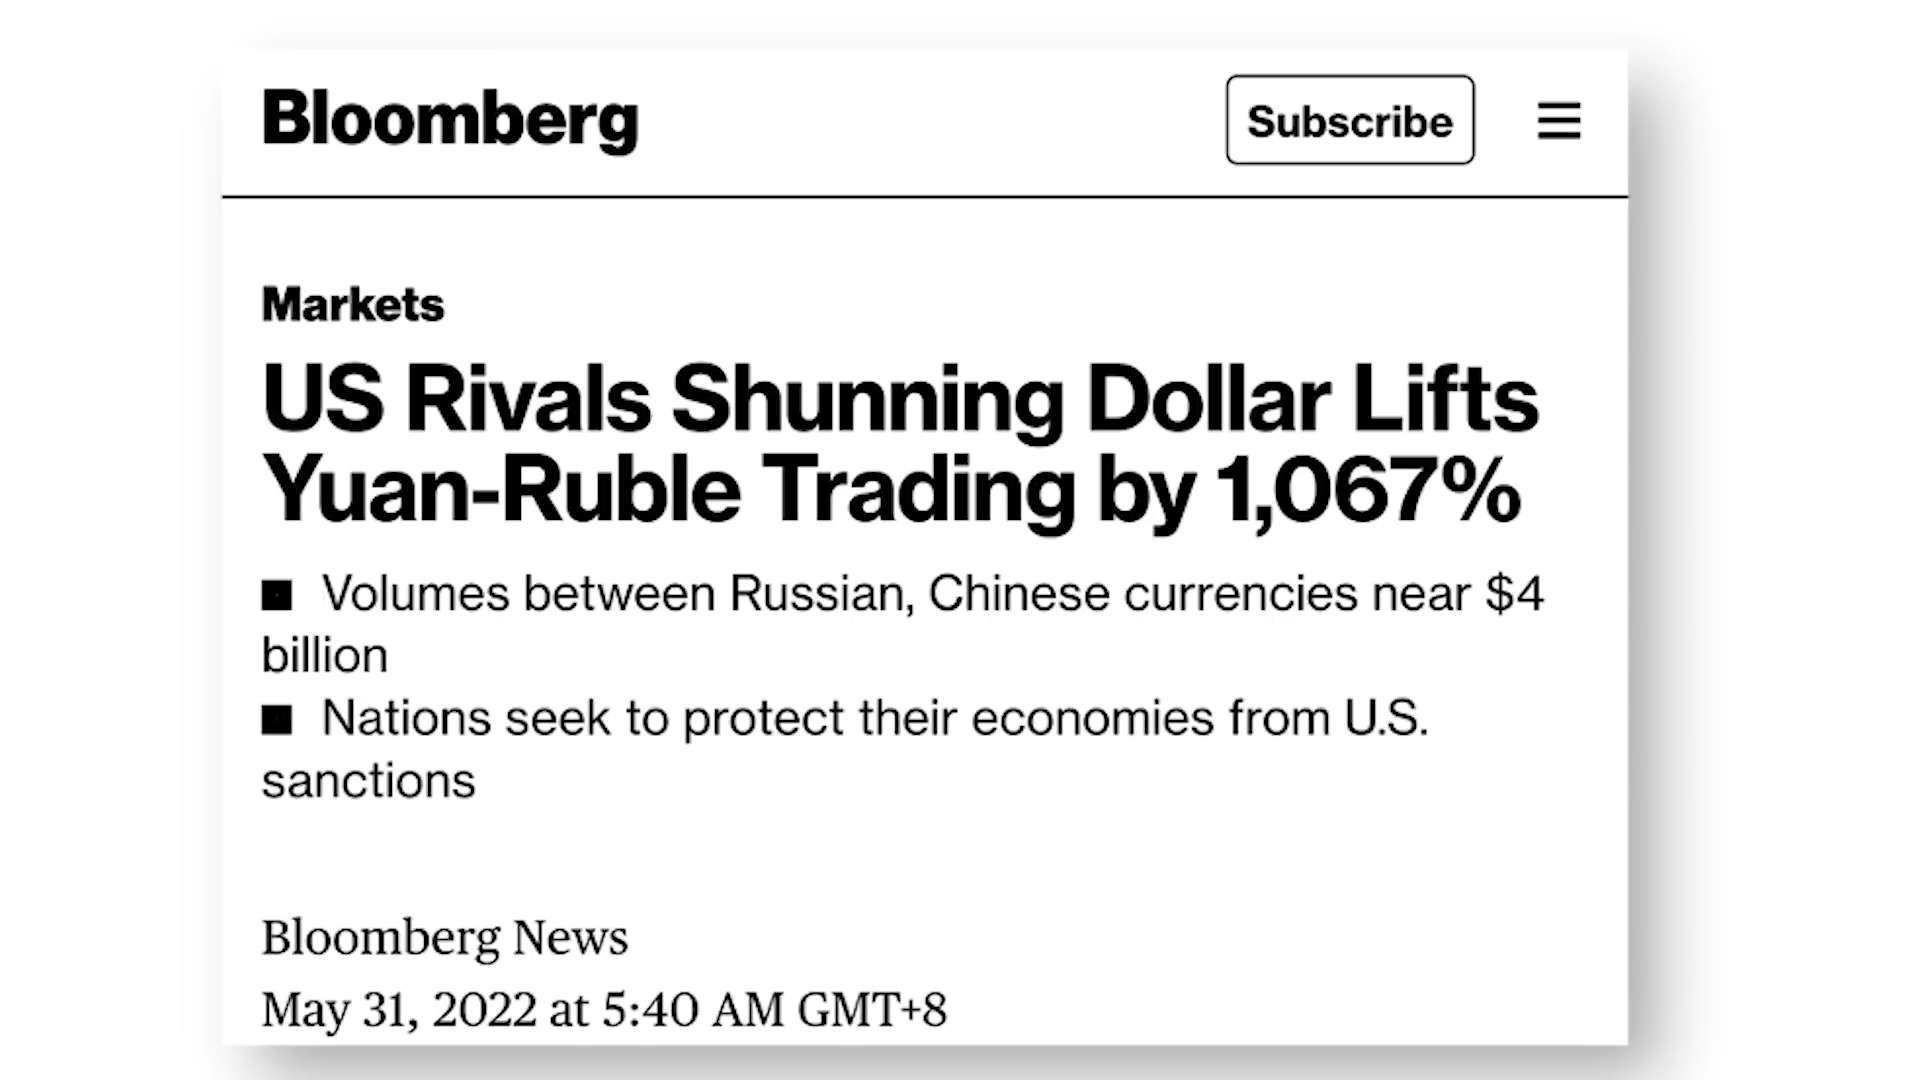 Bloomberg
Subscribe
Markets
US Rivals Shunning Dollar Lifts
Yuan-Ruble Trading by 1,067%
■ Volumes between Russian, Chinese currencies near $4
billion
■ Nations seek to protect their economies from U.S.
sanctions
Bloomberg News
May 31, 2022 at 5:40 AM GMT+8